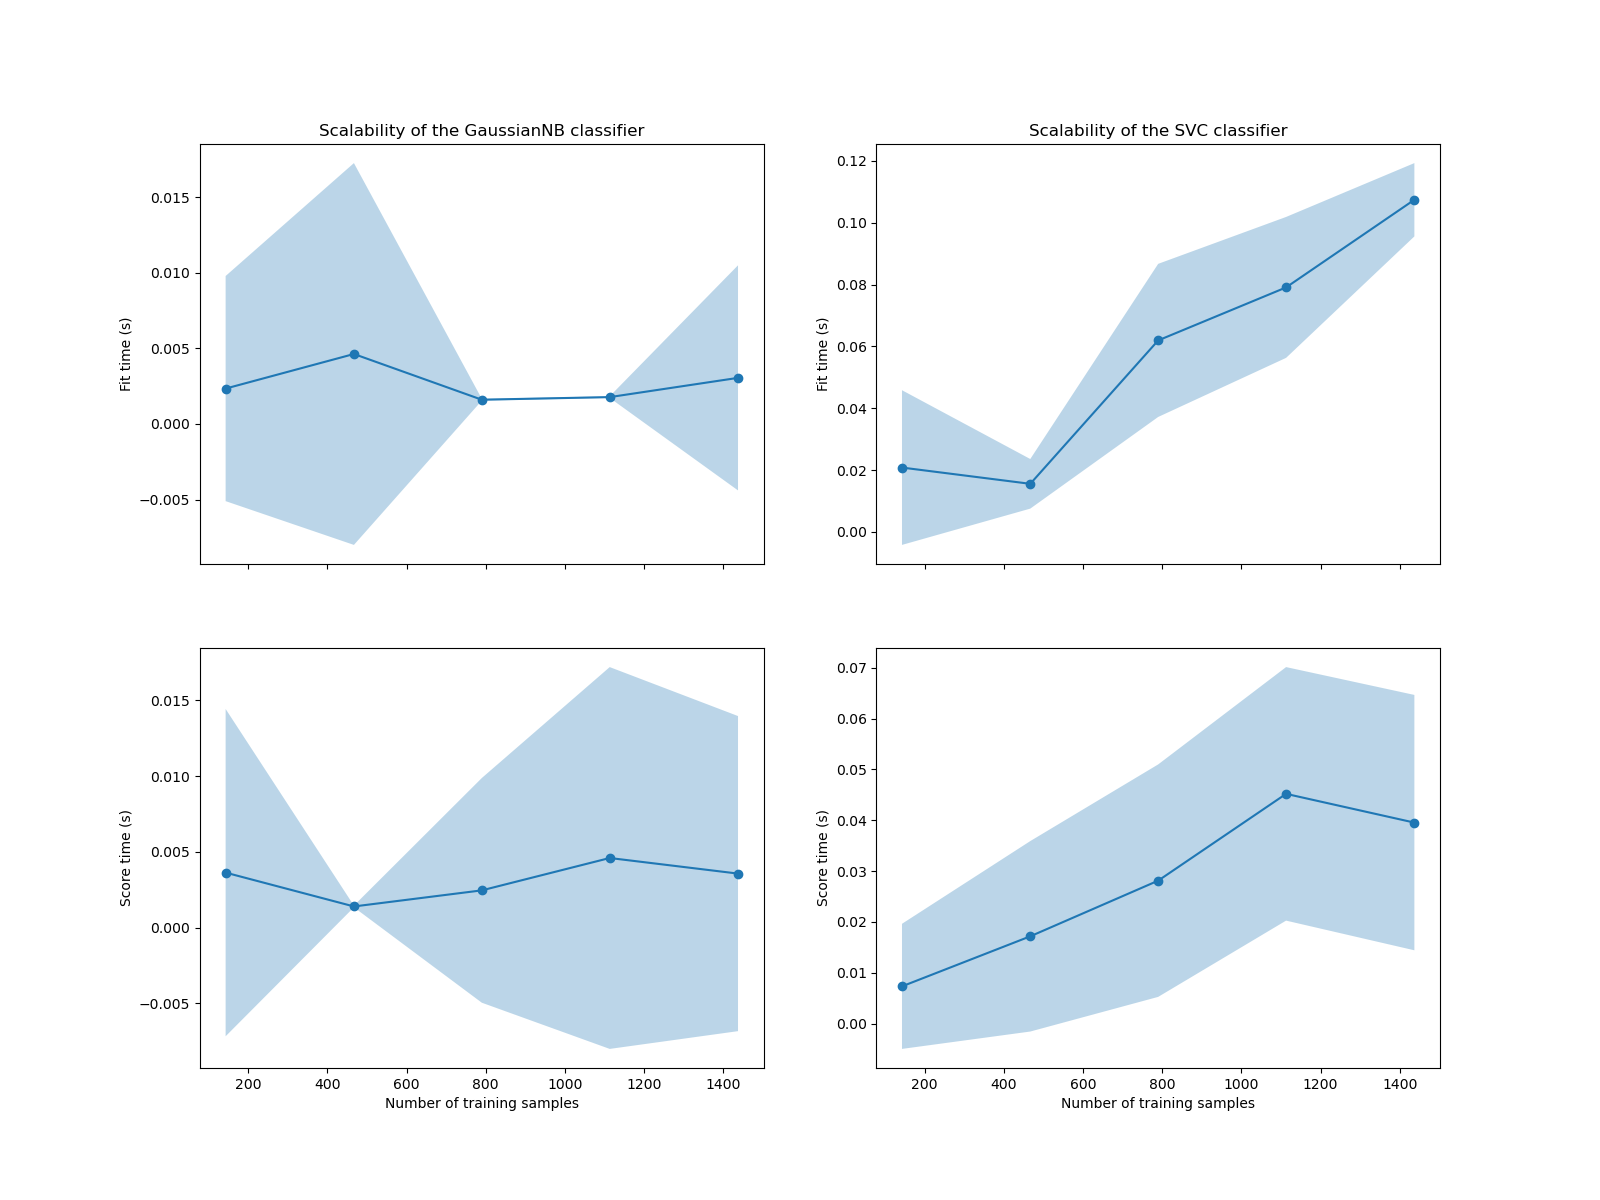 Scalability of the GaussianNB classifier
0.015
0.010
0.005
0.000
−0.005
Fit time (s)
Scalability of the SVC classifier
0.12
0.10
0.08
0.06
0.04
0.02
0.00
Fit time (s)
0.015
0.010
0.005
0.000
−0.005
Score time (s)
200 400 600 800 1000 1200 1400
Number of training samples
0.07
0.06
0.05
0.04
0.03
0.02
0.01
0.00
Score time (s)
200 400 600 800 1000 1200 1400
Number of training samples